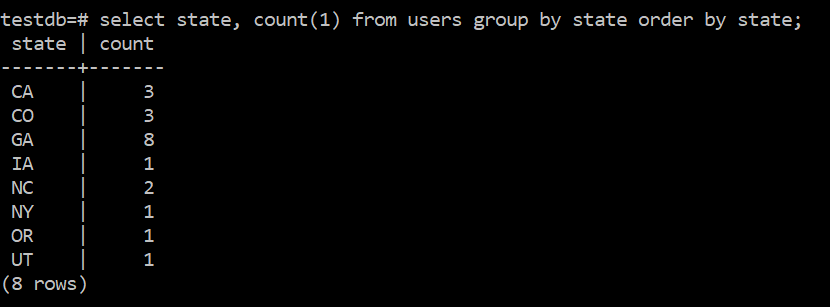 testdb=# select state, count(1) from users group by state order by state;
 state | count
-------+-------
 CA    |     3
 CO    |     3
 GA    |     8
 IA    |     1
 NC    |     2
 NY    |     1
 OR    |     1
 UT    |     1
(8 rows)